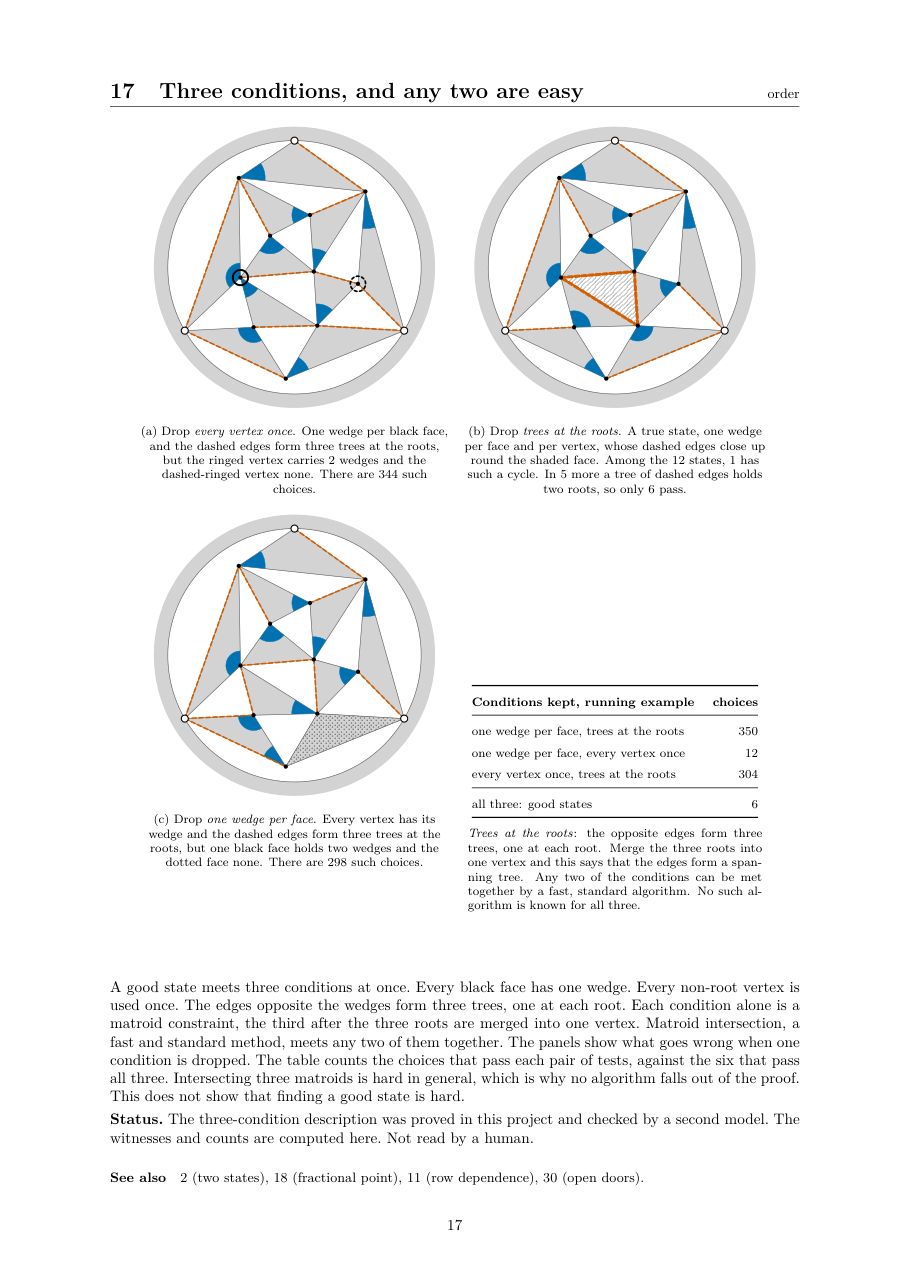 17 Three conditions, and any two are easy order
(a) Drop every vertex once. One wedge per black face,
and the dashed edges form three trees at the roots,
but the ringed vertex carries 2 wedges and the
dashed-ringed vertex none. There are 344 such
choices.
(b) Drop trees at the roots. A true state, one wedge
per face and per vertex, whose dashed edges close up
round the shaded face. Among the 12 states, 1 has
such a cycle. In 5 more a tree of dashed edges holds
two roots, so only 6 pass.
(c) Drop one wedge per face. Every vertex has its
wedge and the dashed edges form three trees at the
roots, but one black face holds two wedges and the
dotted face none. There are 298 such choices.
Conditions kept, running example choices
one wedge per face, trees at the roots 350
one wedge per face, every vertex once 12
every vertex once, trees at the roots 304
all three: good states 6
Trees at the roots: the opposite edges form three
trees, one at each root. Merge the three roots into
one vertex and this says that the edges form a span-
ning tree. Any two of the conditions can be met
together by a fast, standard algorithm. No such al-
gorithm is known for all three.
A good state meets three conditions at once. Every black face has one wedge. Every non-root vertex is
used once. The edges opposite the wedges form three trees, one at each root. Each condition alone is a
matroid constraint, the third after the three roots are merged into one vertex. Matroid intersection, a
fast and standard method, meets any two of them together. The panels show what goes wrong when one
condition is dropped. The table counts the choices that pass each pair of tests, against the six that pass
all three. Intersecting three matroids is hard in general, which is why no algorithm falls out of the proof.
This does not show that finding a good state is hard.
Status. The three-condition description was proved in this project and checked by a second model. The
witnesses and counts are computed here. Not read by a human.
See also 2 (two states), 18 (fractional point), 11 (row dependence), 30 (open doors).
17